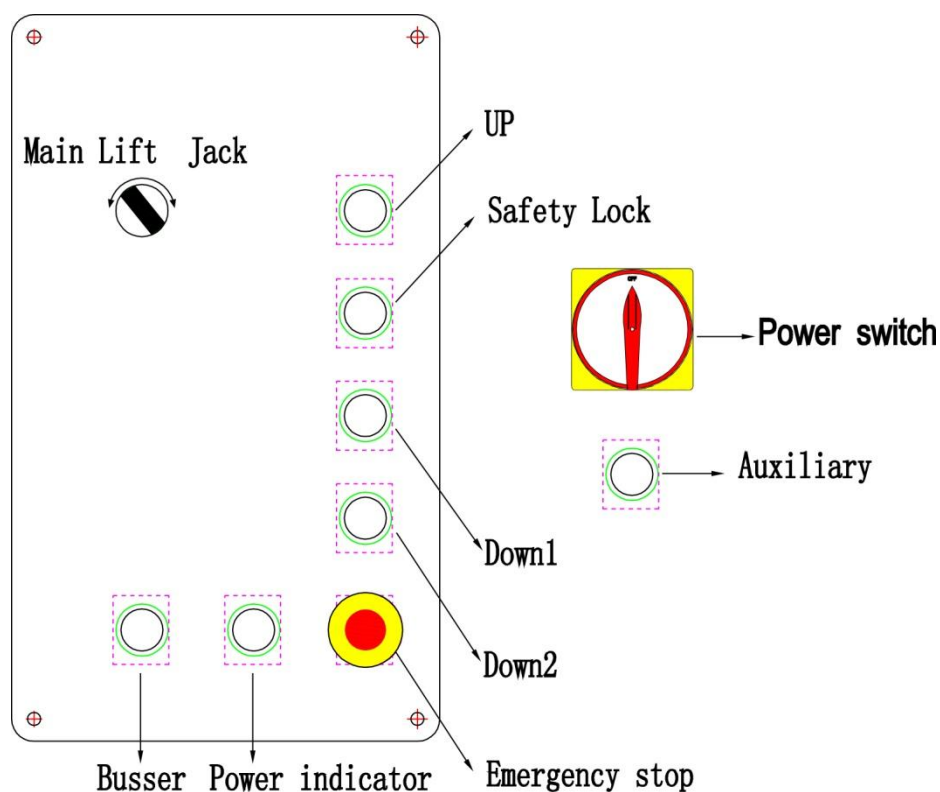 UP
Main Lift Jack
Safety Lock
OFF
Power switch
Auxiliary
Down1
Down2
Busser Power indicator Emergency stop